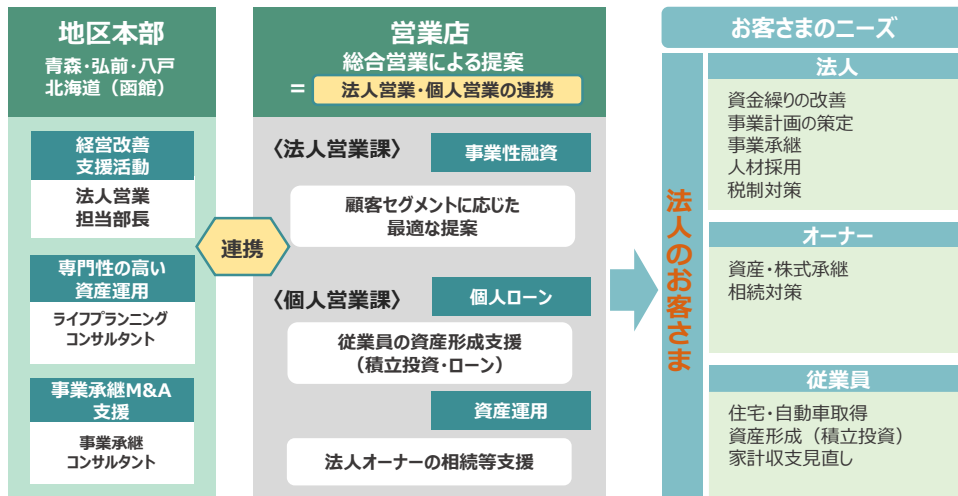 地区本部
青森・弘前・八戸
北海道（函館）
経営改善
支援活動
法人営業
担当部長
専門性の高い
資産運用
ライフプランニング
コンサルタント
事業承継M&A
支援
事業承継
コンサルタント
連携
営業店
総合営業による提案
= 法人営業・個人営業の連携
〈法人営業課〉 事業性融資
顧客セグメントに応じた
最適な提案
〈個人営業課〉 個人ローン
従業員の資産形成支援
（積立投資・ローン）
資産運用
法人オーナーの相続等支援
お客さまのニーズ
法人のお客さま
法人
資金繰りの改善
事業計画の策定
事業承継
人材採用
税制対策
オーナー
資産・株式承継
相続対策
従業員
住宅・自動車取得
資産形成（積立投資）
家計収支見直し